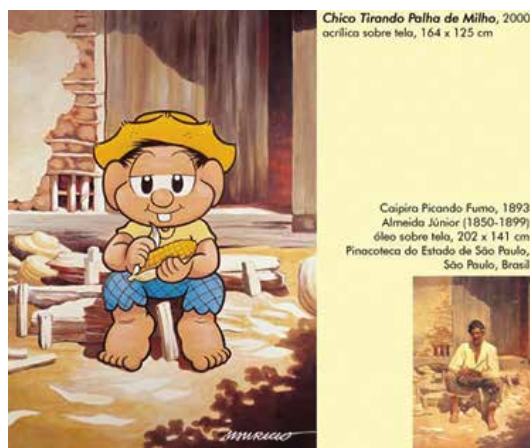 Chico Tirando Palha de Milho, 2000
acrílica sobre tela, 164 x 125 cm
Caipira Picando Fumo, 1893
Almeida Júnior (1850-1899)
óleo sobre tela, 202 x 141 cm
Pinacoteca do Estado de São Paulo,
São Paulo, Brasil
MAURICIO